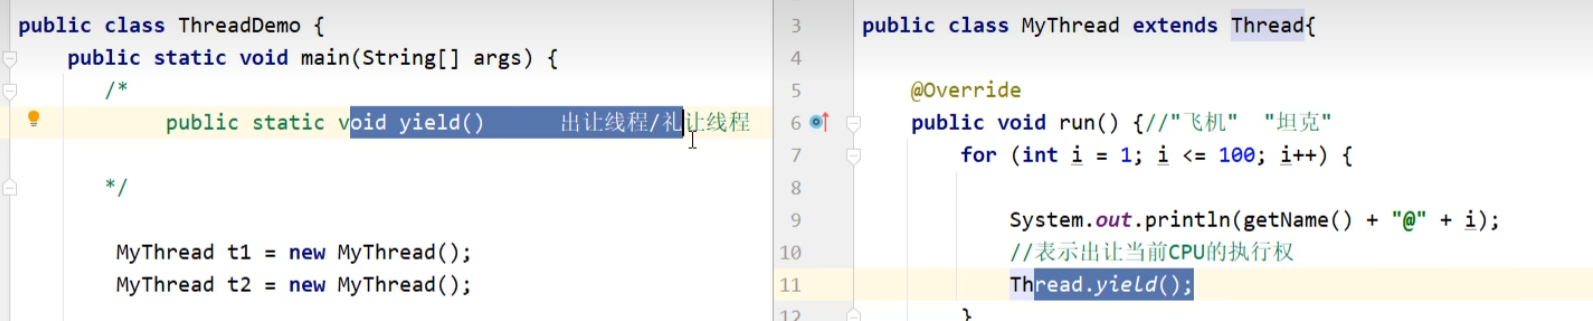 public class ThreadDemo {
public static void main(String[] args) {
/*
public static void yield() 出让线程/礼让线程
*/
MyThread t1 = new MyThread();
MyThread t2 = new MyThread();
3 public class MyThread extends Thread{
4
5 @Override
6 public void run() {//"飞机" "坦克"
7 for (int i = 1; i <= 100; i++) {
8
9 System.out.println(getName() + "@" + i);
10 //表示出让当前CPU的执行权
11 Thread.yield();
12 }